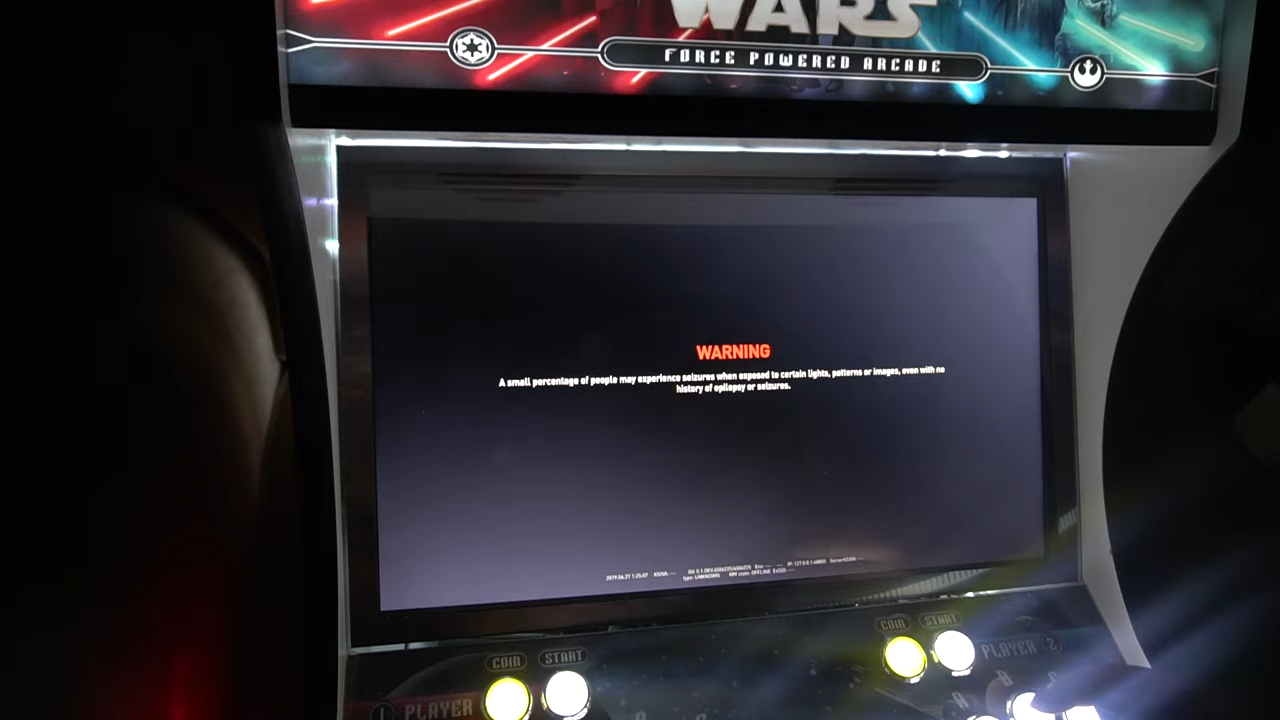 WARS
FORCE POWERED ARCADE
WARNING
A small percentage of people may experience seizures when exposed to certain lights, patterns or images, even with no
history of epilepsy or seizures.
COIN START
PLAYER 2
COIN START
1 PLAYER
A B